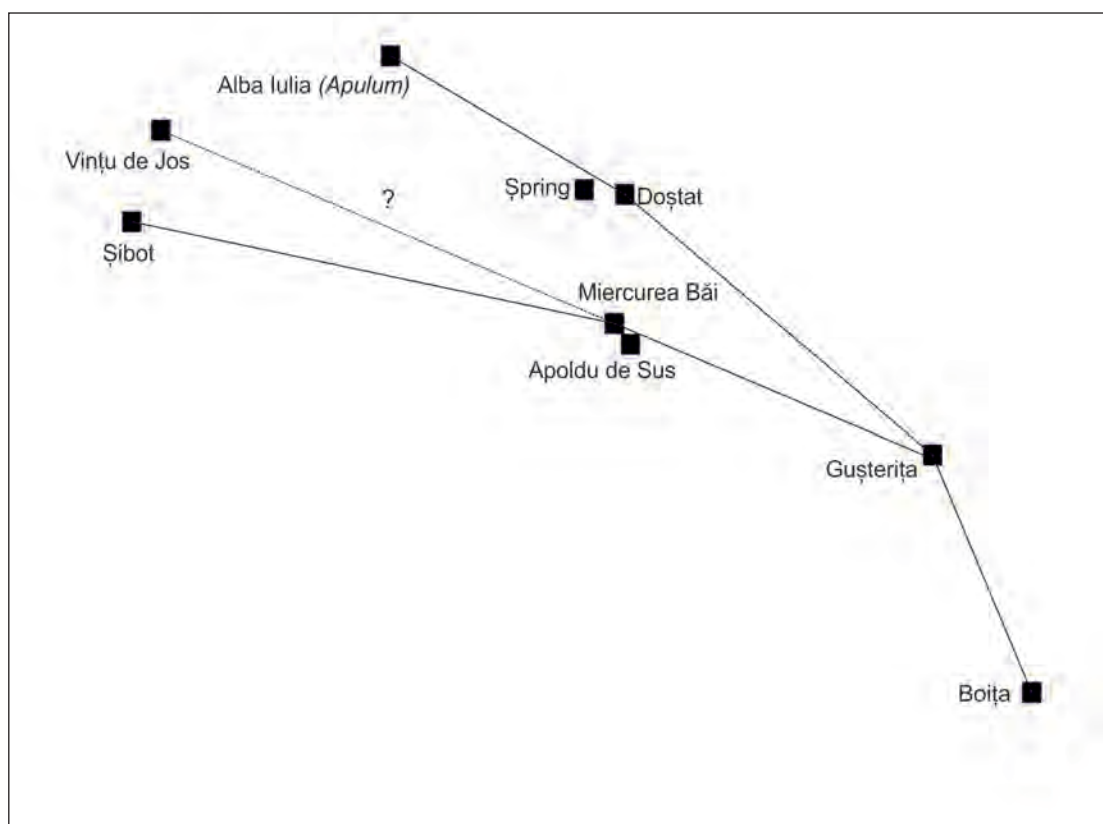 Alba Iulia (Apulum)
Vințu de Jos
?
Șpring
Doștat
Șibot
Miercurea Băi
Apoldu de Sus
Gușterița
Boița